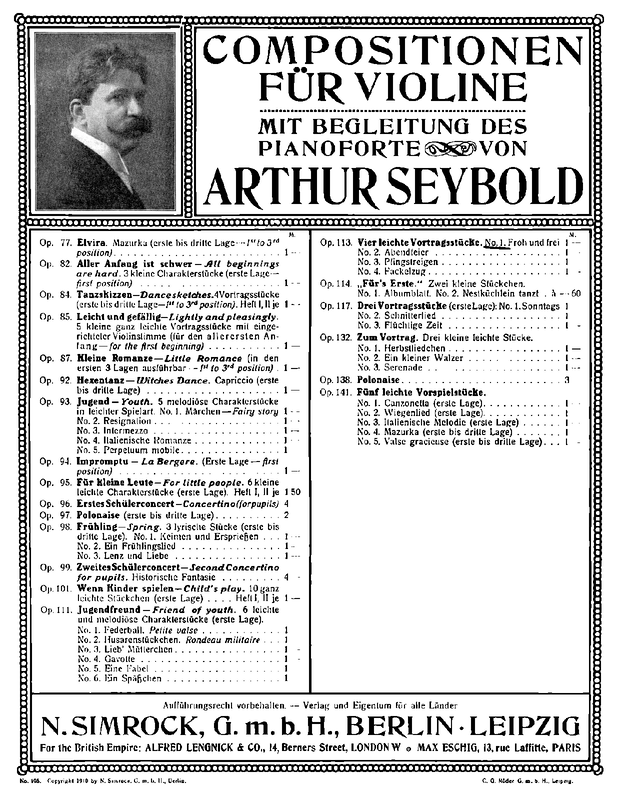 COMPOSITIONEN
FÜR VIOLINE
MIT BEGLEITUNG DES
PIANOFORTE VON
ARTHUR SEYBOLD
M.
Op. 77. Elvira. Mazurka (erste bis dritte Lage — 1st to 3rd
position) . . . 1 —
Op. 82. Aller Anfang ist schwer — All beginnings
are hard. 3 kleine Charakterstücke (erste Lage —
first position) . . . 1 —
Op. 84. Tanzskizzen — Dance sketches. 4 Vortragsstücke
(erste bis dritte Lage — 1st to 3rd position). Heft I, II je 1 —
Op. 85. Leicht und gefällig — Lightly and pleasingly.
5 kleine ganz leichte Vortragsstücke mit einge-
richteter Violinstimme (für den allerersten An-
fang — for the first beginning) . . . 1 —
Op. 87. Kleine Romanze — Little Romance (in den
ersten 3 Lagen ausführbar — 1st to 3rd position) . 1 —
Op. 92. Hexentanz — Witches Dance. Capriccio (erste
bis dritte Lage) . . . 1 —
Op. 93. Jugend — Youth. 5 melodiöse Charakterstücke
in leichter Spielart. No. 1. Märchen — Fairy story 1 —
No. 2. Resignation . . . 1 —
No. 3. Intermezzo . . . 1 —
No. 4. Italienische Romanze . . . 1 —
No. 5. Perpetuum mobile . . . 1
Op. 94. Impromptu — La Bergere. (Erste Lage — first
position) . . . 1 —
Op. 95. Für kleine Leute — For little people. 6 kleine
leichte Charakterstücke (erste Lage). Heft I, II je 1 50
Op. 96. Erstes Schülerconcert — Concertino (for pupils) 4
Op. 97. Polonaise (erste bis dritte Lage) . . . 2
Op. 98. Frühling — Spring. 3 lyrische Stücke (erste bis
dritte Lage). No. 1. Keimen und Ersprießen . . 1 —
No. 2. Ein Frühlingslied . . . 1 —
No. 3. Lenz und Liebe . . . 1 —
Op. 99. Zweites Schülerconcert — Second Concertino
for pupils. Historische Fantasie . . . 4 —
Op. 101. Wenn Kinder spielen — Child's play. 10 ganz
leichte Stückchen (erste Lage) . . . . Heft I, II je 1 —
Op. 111. Jugendfreund — Friend of youth. 6 leichte
und melodiöse Charakterstücke (erste Lage).
No. 1. Federball. Petite valse . . . 1
No. 2. Husarenstückchen. Rondeau militaire . . . 1
No. 3. Lieb' Mütterchen . . . 1 -
No. 4. Gavotte . . . 1 -
No. 5. Eine Fabel . . . 1
No. 6. Ein Späßchen . . . 1 -
M.
Op. 113. Vier leichte Vortragsstücke. No. 1. Froh und frei 1 —
No. 2. Abendfeier . . . 1 -
No. 3. Pfingstreigen . . . 1 -
No. 4. Fackelzug . . . 1 -
Op. 114. „Für's Erste." Zwei kleine Stückchen.
No. 1. Albumblatt. No. 2. Nestküchlein tanzt . à — 60
Op. 117. Drei Vortragsstücke (erste Lage): No. 1. Sonntags 1
No. 2. Schnitterlied . . . 1
No. 3. Flüchtige Zeit . . . 1 -
Op. 132. Zum Vortrag. Drei kleine leichte Stücke.
No. 1. Herbstliedchen . . . 1 —
No. 2. Ein kleiner Walzer . . . 1 —
No. 3. Serenade . . . 1 —
Op. 138. Polonaise . . . 3
Op. 141. Fünf leichte Vorspielstücke.
No. 1. Canzonetta (erste Lage) . . . 1 —
No. 2. Wiegenlied (erste Lage) . . . 1 -
No. 3. Italienische Melodie (erste Lage) . . . 1 —
No. 4. Mazurka (erste bis dritte Lage) . . . 1 —
No. 5. Valse gracieuse (erste bis dritte Lage) . . . 1 -
Aufführungsrecht vorbehalten. — Verlag und Eigentum für alle Länder
N. SIMROCK, G. m. b. H., BERLIN · LEIPZIG
For the British Empire: ALFRED LENGNICK & CO., 14, Berners Street, LONDON W MAX ESCHIG, 13, rue Laffitte, PARIS
Copyright 1910 by N. Simrock, G. m. b. H., Berlin.
C. G. Röder G. m. b. H., Leipzig.